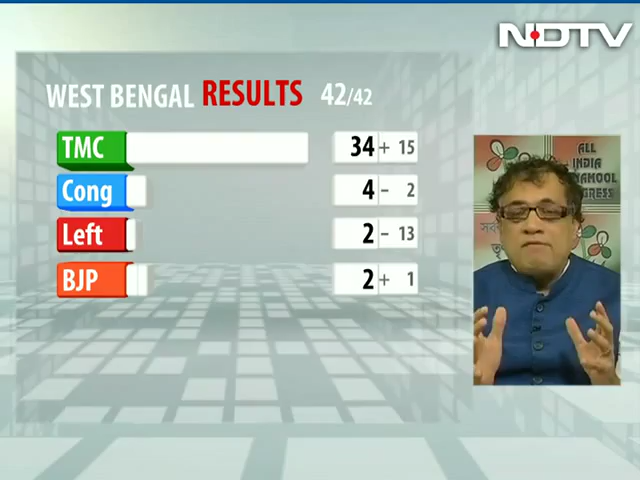 NDTV
WEST BENGAL RESULTS 42/42
TMC 34 + 15
Cong 4 - 2
Left 2 - 13
BJP 2 + 1
ALL
INDIA
CONGRESS